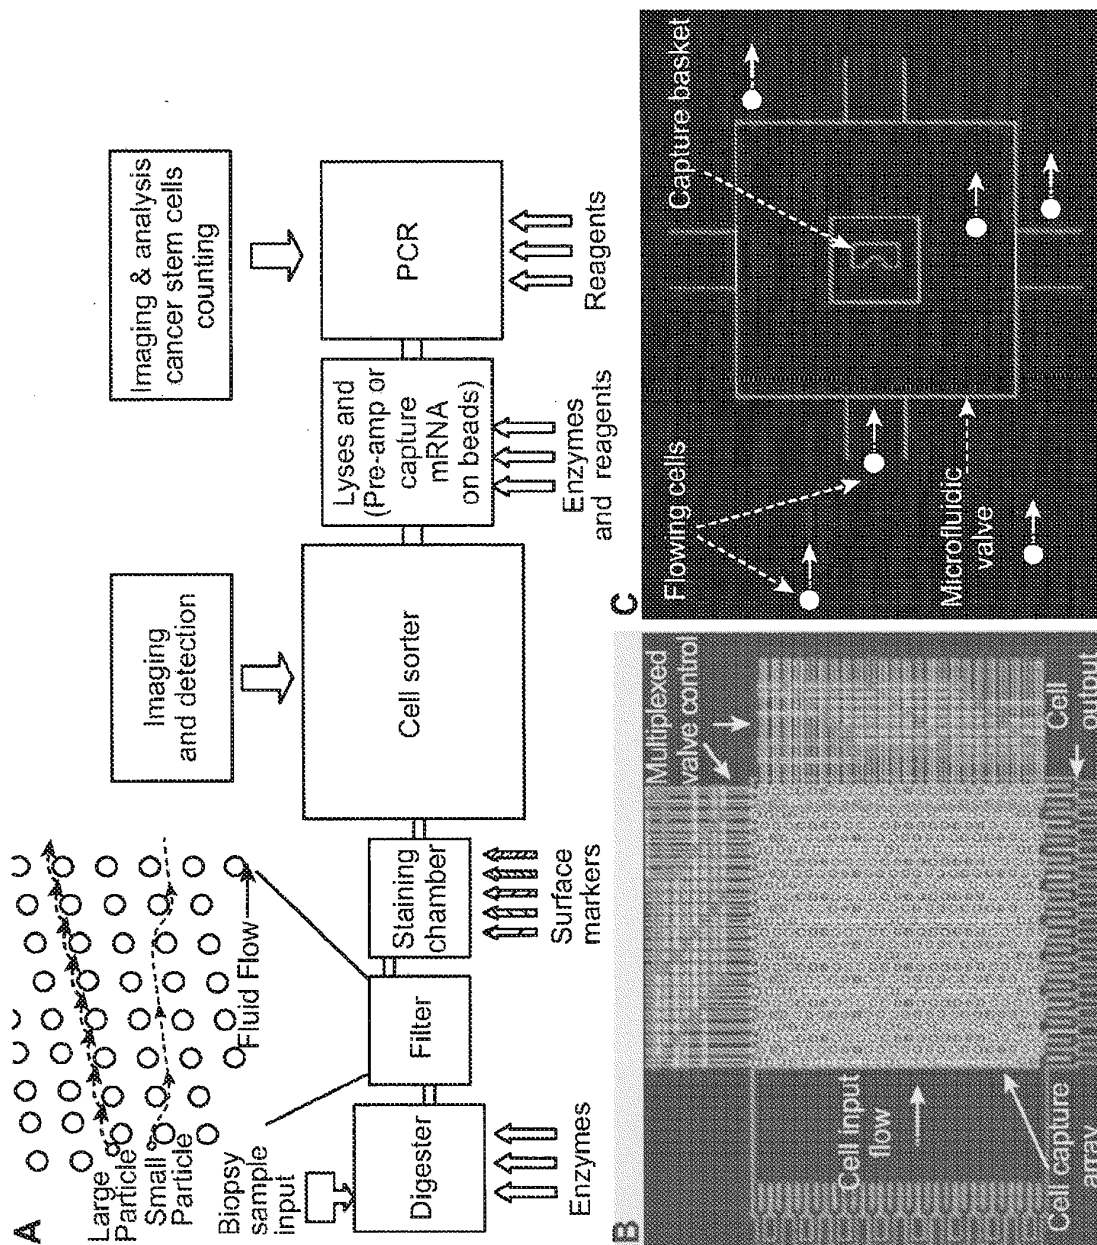 A
Large
Particle
Small
Particle
Fluid Flow
Biopsy
sample
input
Digester
Enzymes
Filter
Staining
chamber
Surface
markers
Imaging
and detection
Cell sorter
Lyses and
(Pre-amp or
capture
mRNA
on beads)
Enzymes
and reagents
Imaging & analysis
cancer stem cells
counting
PCR
Reagents
B
Multiplexed
valve control
Cell Input
flow
Cell capture
array
Cell
output
C
Flowing cells
Capture basket
Microfluidic
valve